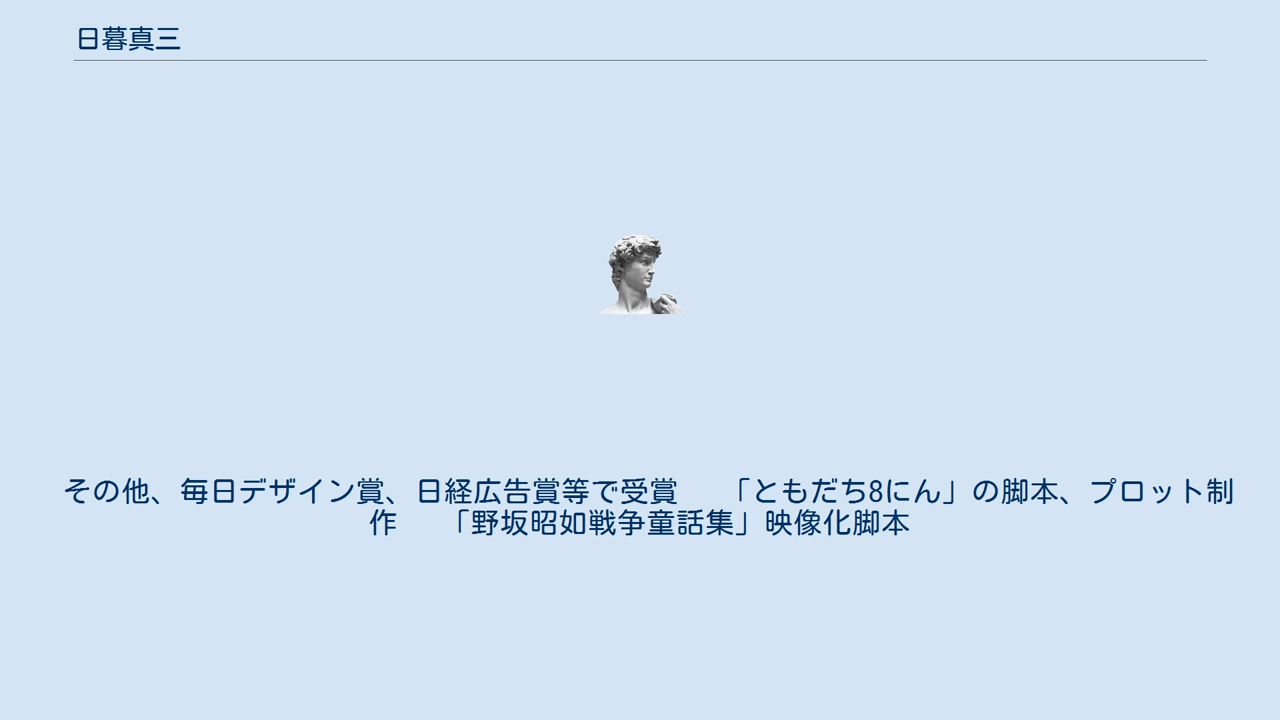 日暮真三
その他、毎日デザイン賞、日経広告賞等で受賞　「ともだち8にん」の脚本、プロット制
作　「野坂昭如戦争童話集」映像化脚本